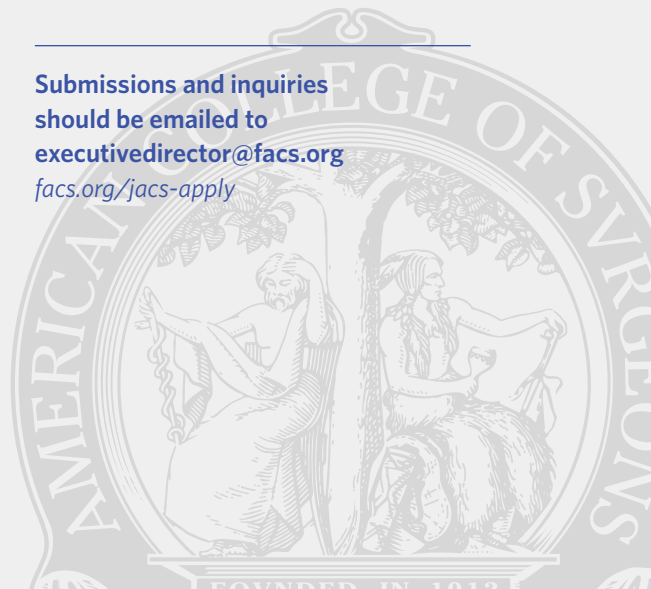 Submissions and inquiries
should be emailed to
executivedirector@facs.org
facs.org/jacs-apply
AMERICAN COLLEGE OF SVRGEONS
FOVNDED IN 1913